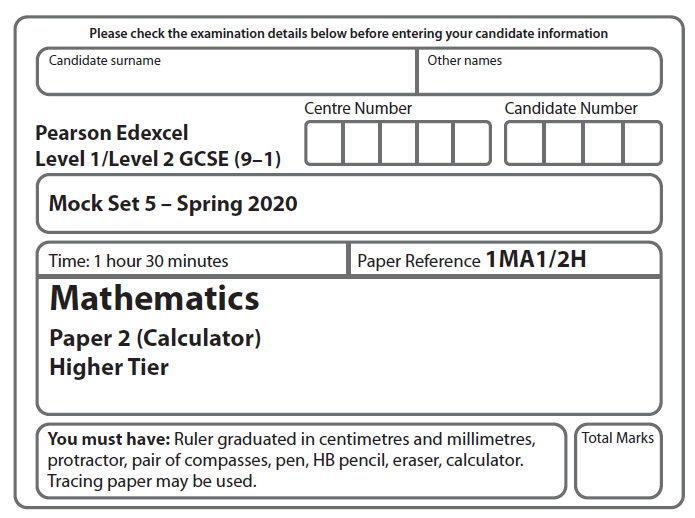 Please check the examination details below before entering your candidate information
Candidate surname
Other names
Centre Number
Candidate Number
Pearson Edexcel
Level 1/Level 2 GCSE (9–1)
Mock Set 5 – Spring 2020
Time: 1 hour 30 minutes
Paper Reference 1MA1/2H
Mathematics
Paper 2 (Calculator)
Higher Tier
You must have: Ruler graduated in centimetres and millimetres,
protractor, pair of compasses, pen, HB pencil, eraser, calculator.
Tracing paper may be used.
Total Marks